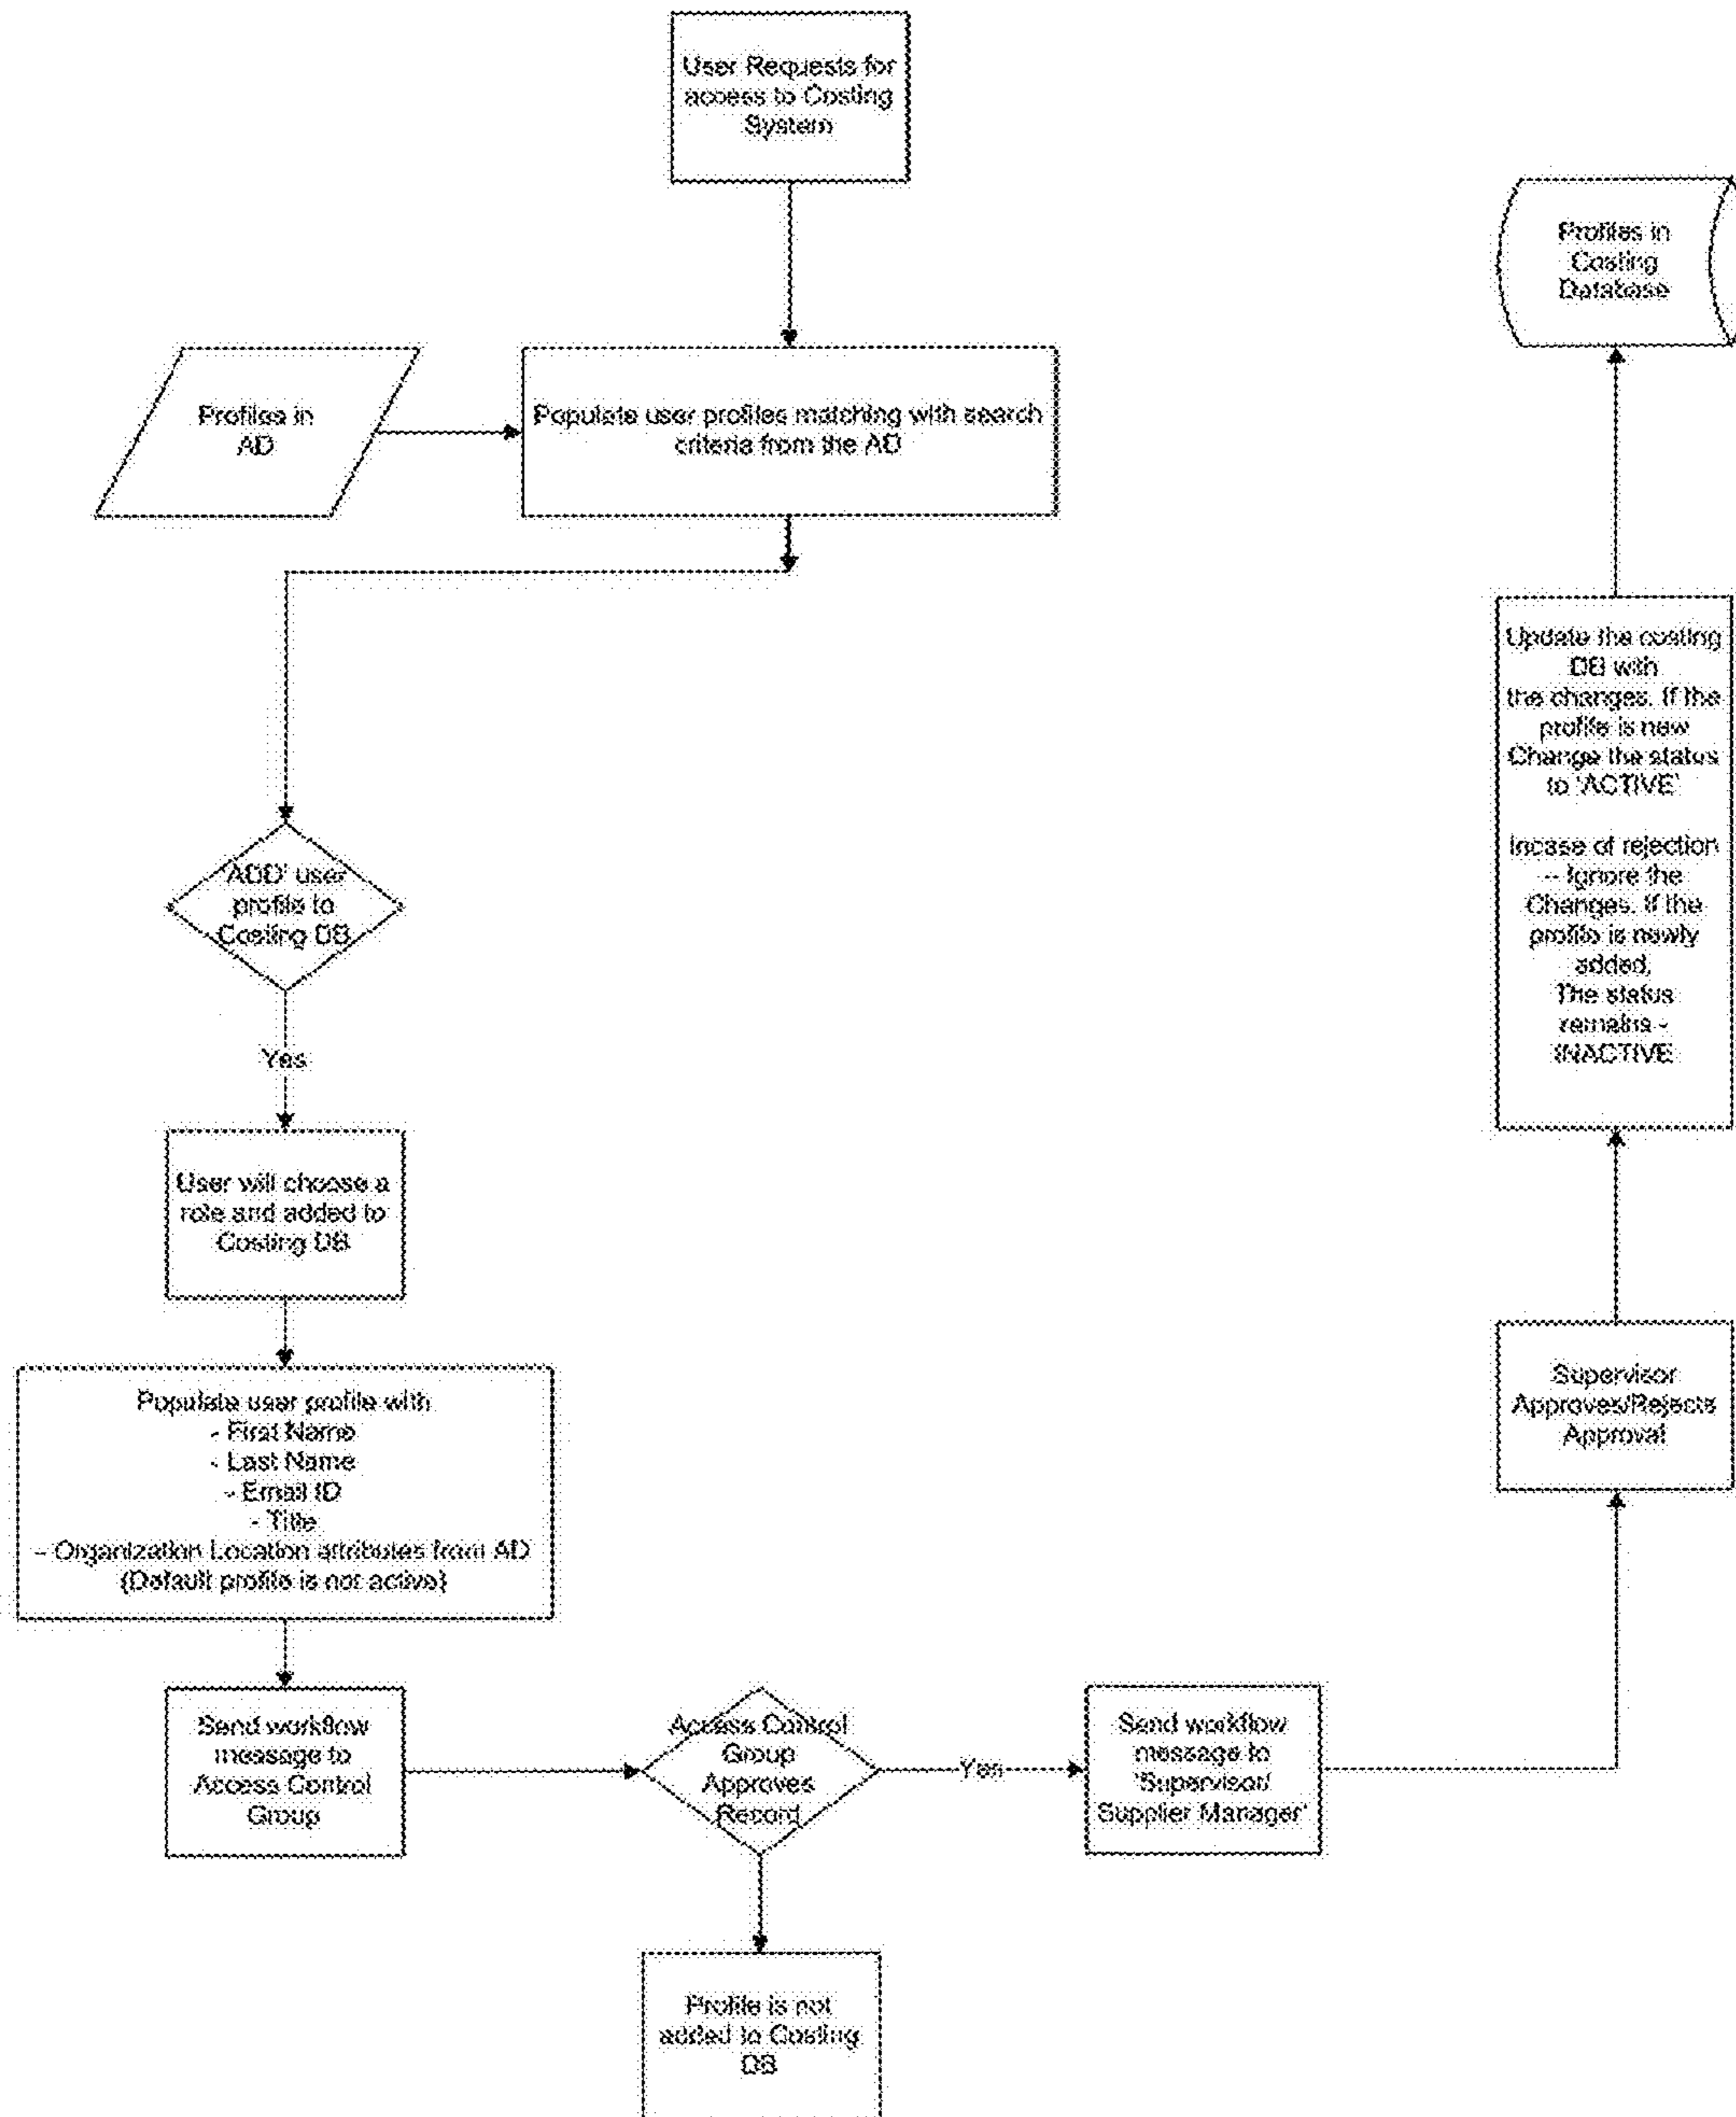 User Requests for
access to Costing
System
Profiles in
Costing
Database
Profiles in
AD
Populate user profiles matching with search
criteria from the AD
Update the costing
DB with
the changes. If the
profile is new
Change the status
to 'ACTIVE'
Incase of rejection
-- Ignore the
Changes. If the
profile is newly
added,
The status
remains -
INACTIVE
'ADD' user
profile to
Costing DB
Yes
User will choose a
role and added to
Costing DB
Populate user profile with
- First Name
- Last Name
- Email ID
- Title
-- Organization Location attributes from AD
(Default profile is not active)
Supervisor
Approves/Rejects
Approval
Send workflow
message to
Access Control
Group
Access Control
Group
Approves
Record
Yes
Send workflow
message to
'Supervisor/
Supplier Manager'
Profile is not
added to Costing
DB